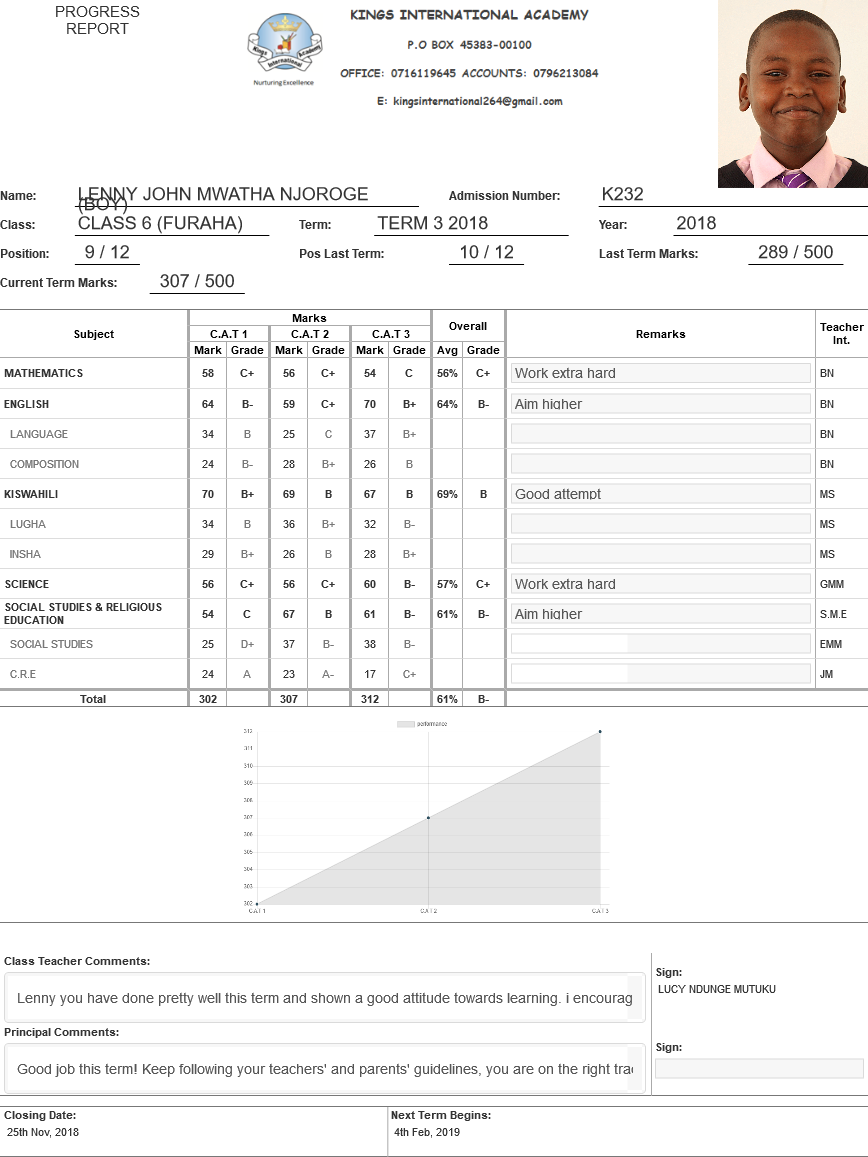 PROGRESS
REPORT
Kings International Academy
Nurturing Excellence
KINGS INTERNATIONAL ACADEMY
P.O BOX 45383-00100
OFFICE: 0716119645 ACCOUNTS: 0796213084
E: kingsinternational264@gmail.com
Name: LENNY JOHN MWATHA NJOROGE (BOY) Admission Number: K232
Class: CLASS 6 (FURAHA) Term: TERM 3 2018 Year: 2018
Position: 9 / 12 Pos Last Term: 10 / 12 Last Term Marks: 289 / 500
Current Term Marks: 307 / 500
Subject Marks Overall Remarks Teacher Int.
C.A.T 1 C.A.T 2 C.A.T 3
Mark Grade Mark Grade Mark Grade Avg Grade
MATHEMATICS 58 C+ 56 C+ 54 C 56% C+ Work extra hard BN
ENGLISH 64 B- 59 C+ 70 B+ 64% B- Aim higher BN
LANGUAGE 34 B 25 C 37 B+ BN
COMPOSITION 24 B- 28 B+ 26 B BN
KISWAHILI 70 B+ 69 B 67 B 69% B Good attempt MS
LUGHA 34 B 36 B+ 32 B- MS
INSHA 29 B+ 26 B 28 B+ MS
SCIENCE 56 C+ 56 C+ 60 B- 57% C+ Work extra hard GMM
SOCIAL STUDIES & RELIGIOUS EDUCATION 54 C 67 B 61 B- 61% B- Aim higher S.M.E
SOCIAL STUDIES 25 D+ 37 B- 38 B- EMM
C.R.E 24 A 23 A- 17 C+ JM
Total 302 307 312 61% B-
performance
312
311
310
309
308
307
306
305
304
303
302
C.A.T 1 C.A.T 2 C.A.T 3
Class Teacher Comments:
Lenny you have done pretty well this term and shown a good attitude towards learning. i encourag
Sign:
LUCY NDUNGE MUTUKU
Principal Comments:
Good job this term! Keep following your teachers' and parents' guidelines, you are on the right tra
Sign:
Closing Date: Next Term Begins:
25th Nov, 2018 4th Feb, 2019